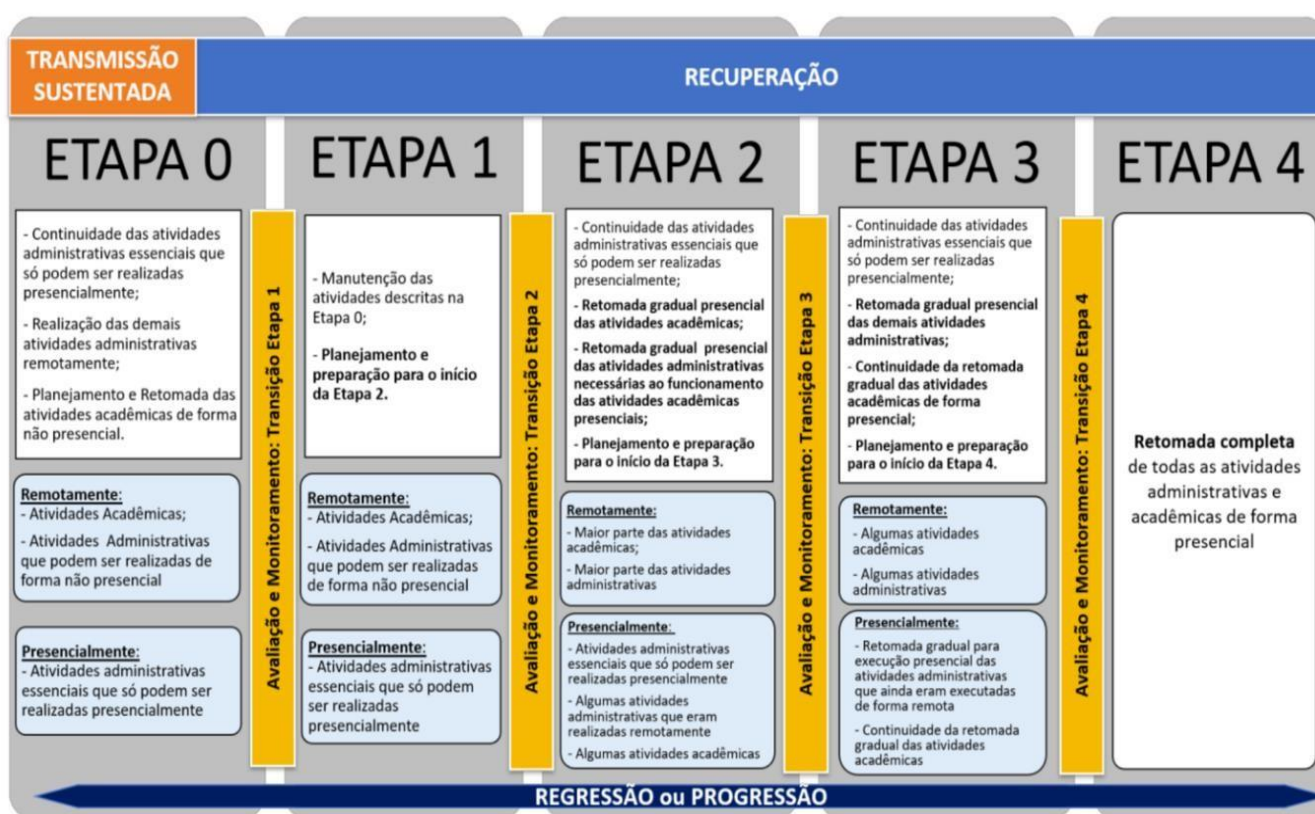 TRANSMISSÃO
SUSTENTADA
RECUPERAÇÃO
ETAPA 0
- Continuidade das atividades
administrativas essenciais que
só podem ser realizadas
presencialmente;
- Realização das demais
atividades administrativas
remotamente;
- Planejamento e Retomada das
atividades acadêmicas de forma
não presencial.
Remotamente:
- Atividades Acadêmicas;
- Atividades Administrativas
que podem ser realizadas de
forma não presencial
Presencialmente:
- Atividades administrativas
essenciais que só podem ser
realizadas presencialmente
Avaliação e Monitoramento: Transição Etapa 1
ETAPA 1
- Manutenção das
atividades descritas na
Etapa 0;
- Planejamento e
preparação para o início
da Etapa 2.
Remotamente:
- Atividades Acadêmicas;
- Atividades Administrativas
que podem ser realizadas
de forma não presencial
Presencialmente:
- Atividades administrativas
essenciais que só podem
ser realizadas
presencialmente
Avaliação e Monitoramento: Transição Etapa 2
ETAPA 2
- Continuidade das atividades
administrativas essenciais que
só podem ser realizadas
presencialmente;
- Retomada gradual presencial
das atividades acadêmicas;
- Retomada gradual presencial
das atividades administrativas
necessárias ao funcionamento
das atividades acadêmicas
presenciais;
- Planejamento e preparação
para o início da Etapa 3.
Remotamente:
- Maior parte das atividades
acadêmicas;
- Maior parte das atividades
administrativas
Presencialmente:
- Atividades administrativas
essenciais que só podem ser
realizadas presencialmente
- Algumas atividades
administrativas que eram
realizadas remotamente
- Algumas atividades acadêmicas
Avaliação e Monitoramento: Transição Etapa 3
ETAPA 3
- Continuidade das atividades
administrativas essenciais que
só podem ser realizadas
presencialmente;
- Retomada gradual presencial
das demais atividades
administrativas;
- Continuidade da retomada
gradual das atividades
acadêmicas de forma
presencial;
- Planejamento e preparação
para o início da Etapa 4.
Remotamente:
- Algumas atividades
acadêmicas
- Algumas atividades
administrativas
Presencialmente:
- Retomada gradual para
execução presencial das
atividades administrativas
que ainda eram executadas
de forma remota
- Continuidade da retomada
gradual das atividades
acadêmicas
Avaliação e Monitoramento: Transição Etapa 4
ETAPA 4
Retomada completa
de todas as atividades
administrativas e
acadêmicas de forma
presencial
REGRESSÃO ou PROGRESSÃO